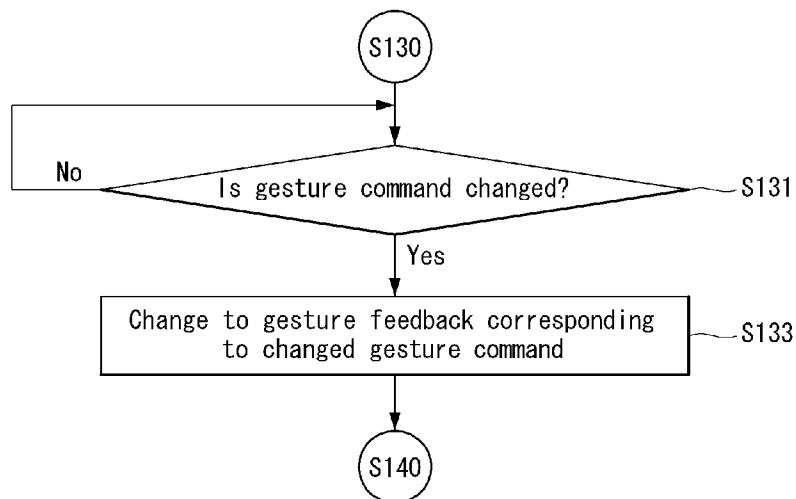 S130
No
Is gesture command changed?
S131
Yes
Change to gesture feedback corresponding
to changed gesture command
S133
S140